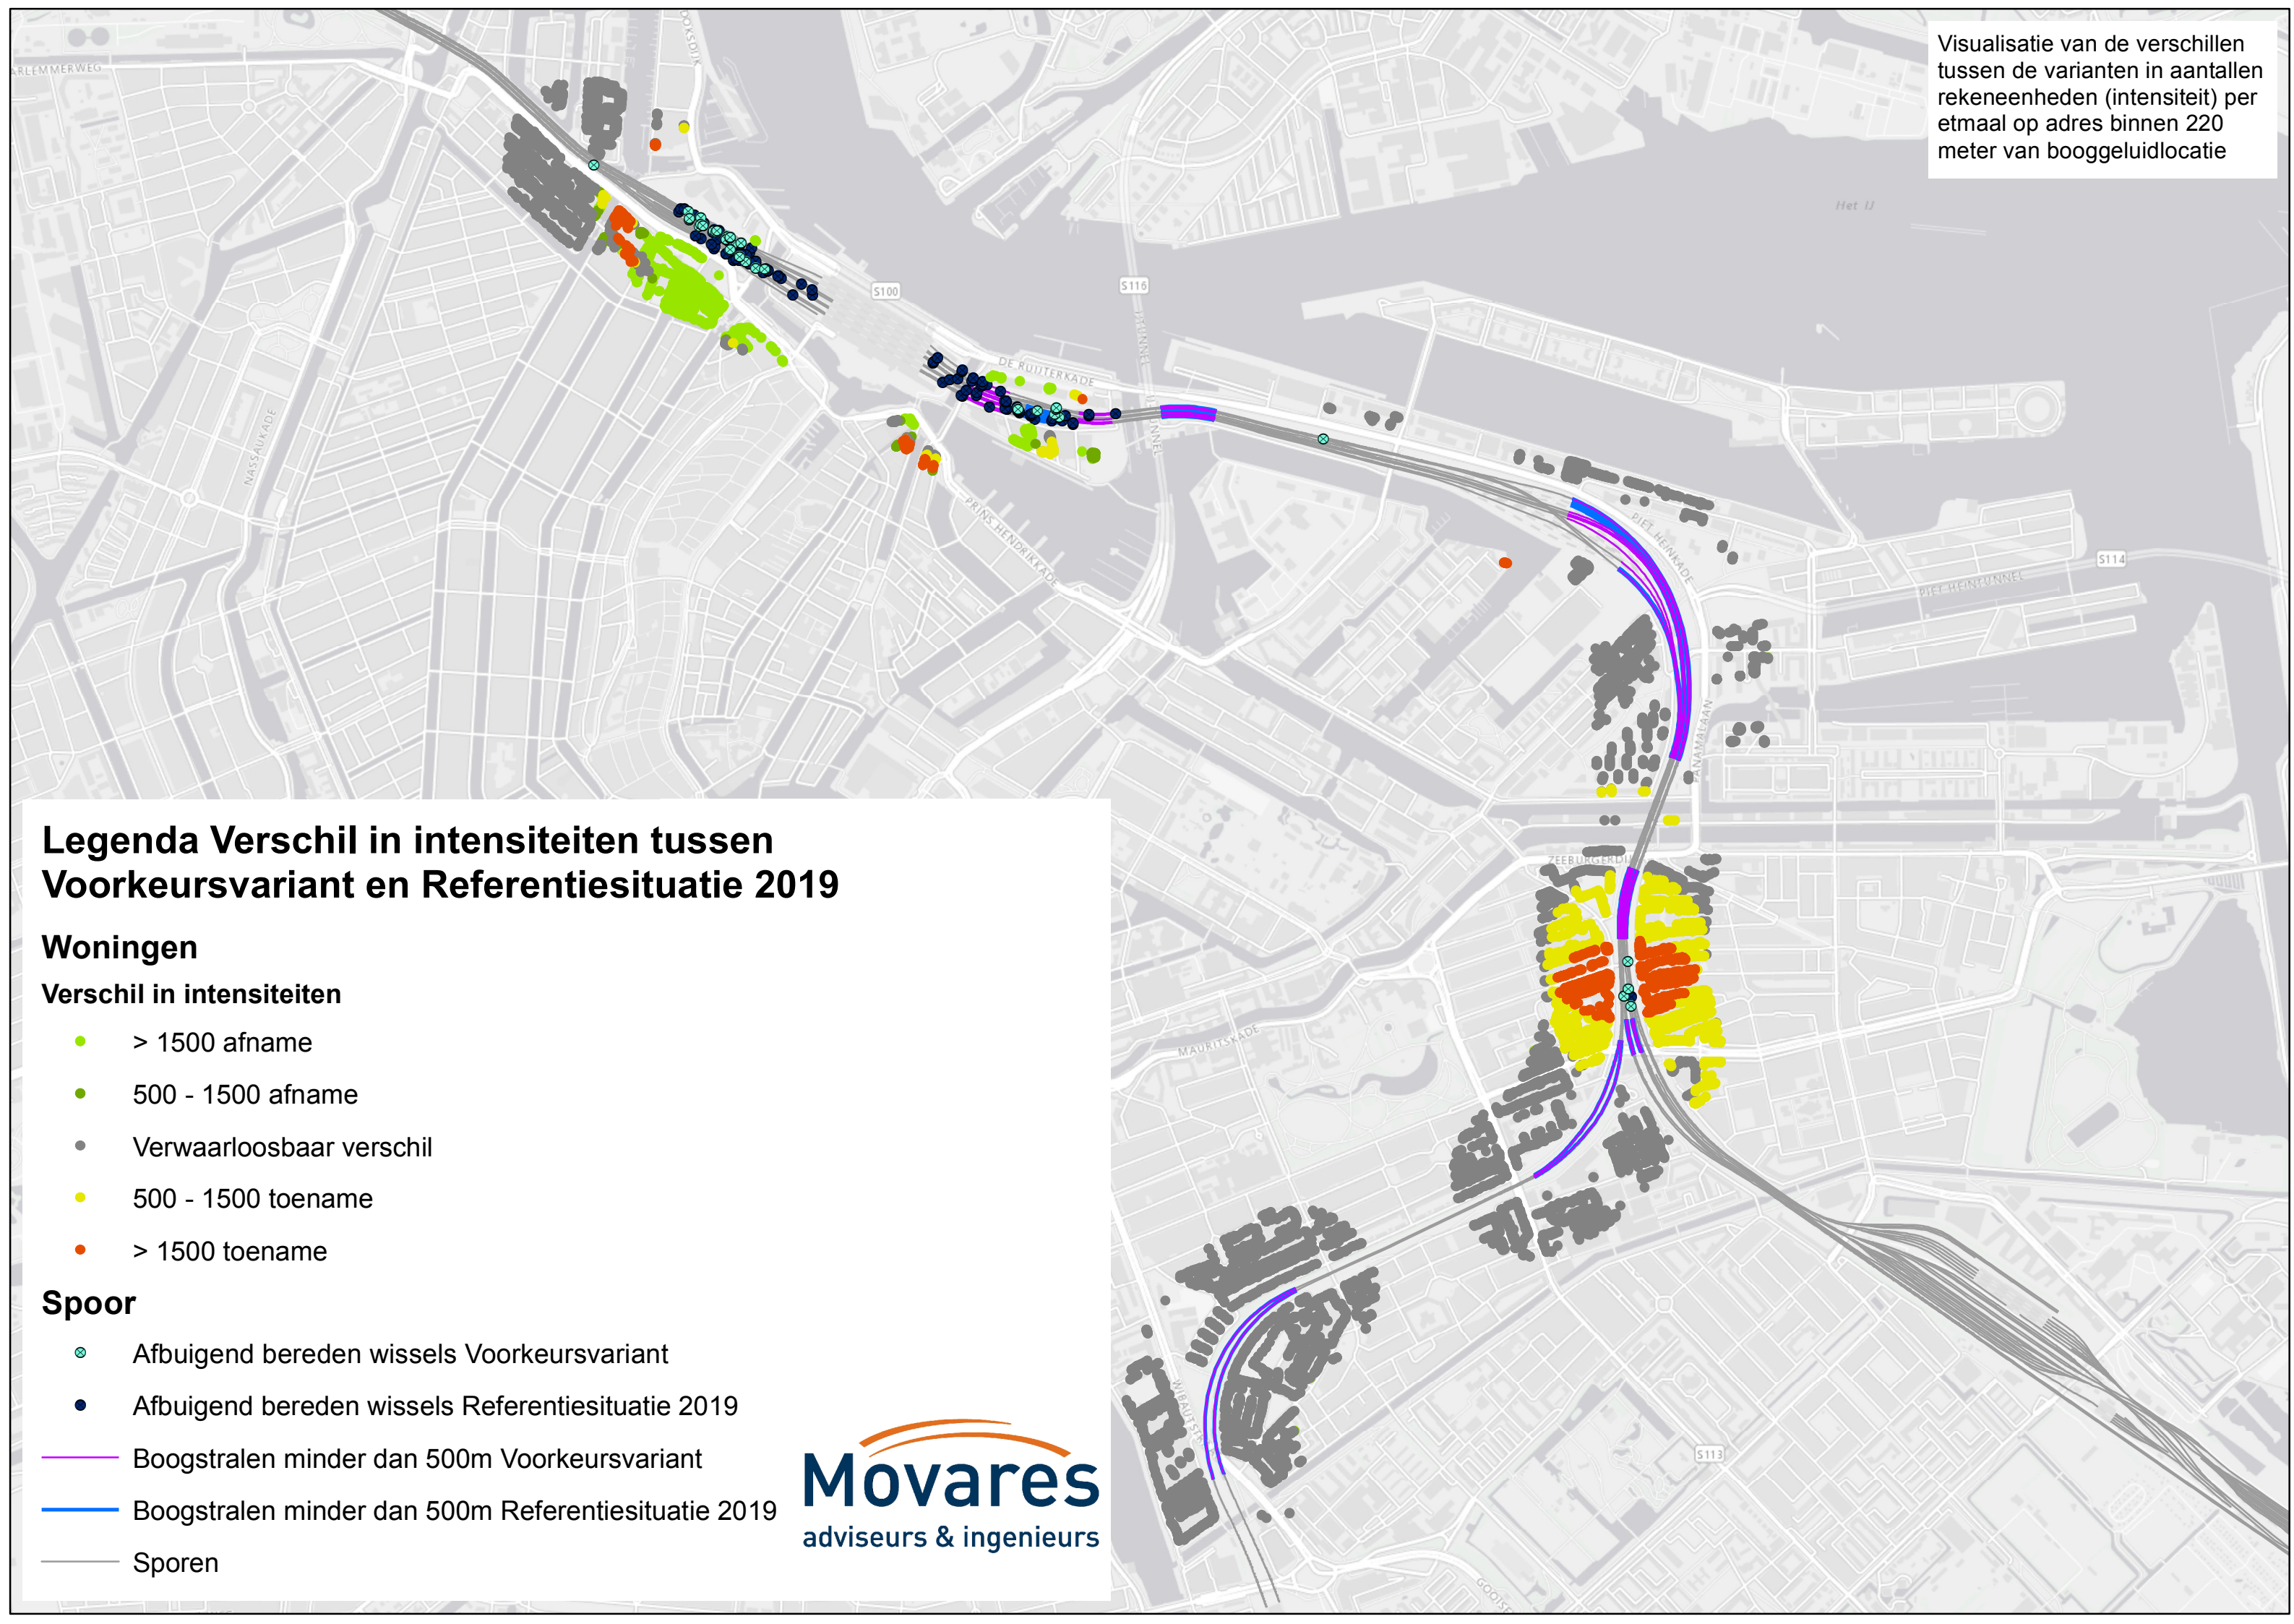 Visualisatie van de verschillen
tussen de varianten in aantallen
rekeneenheden (intensiteit) per
etmaal op adres binnen 220
meter van booggeluidlocatie
ARLEMMERWEG
Het IJ
S100
S116
DE RUIJTERKADE
NASSAUKADE
PRINS HENDRIKKADE
PIET HEINKADE
S114
PIET HEINTUNNEL
ANAMALAAN
ZEEBURGERDI
MAURITSKADE
S113
Legenda Verschil in intensiteiten tussen
Voorkeursvariant en Referentiesituatie 2019
Woningen
Verschil in intensiteiten
> 1500 afname
500 - 1500 afname
Verwaarloosbaar verschil
500 - 1500 toename
> 1500 toename
Spoor
Afbuigend bereden wissels Voorkeursvariant
Afbuigend bereden wissels Referentiesituatie 2019
Boogstralen minder dan 500m Voorkeursvariant
Boogstralen minder dan 500m Referentiesituatie 2019
Sporen
Movares
adviseurs & ingenieurs